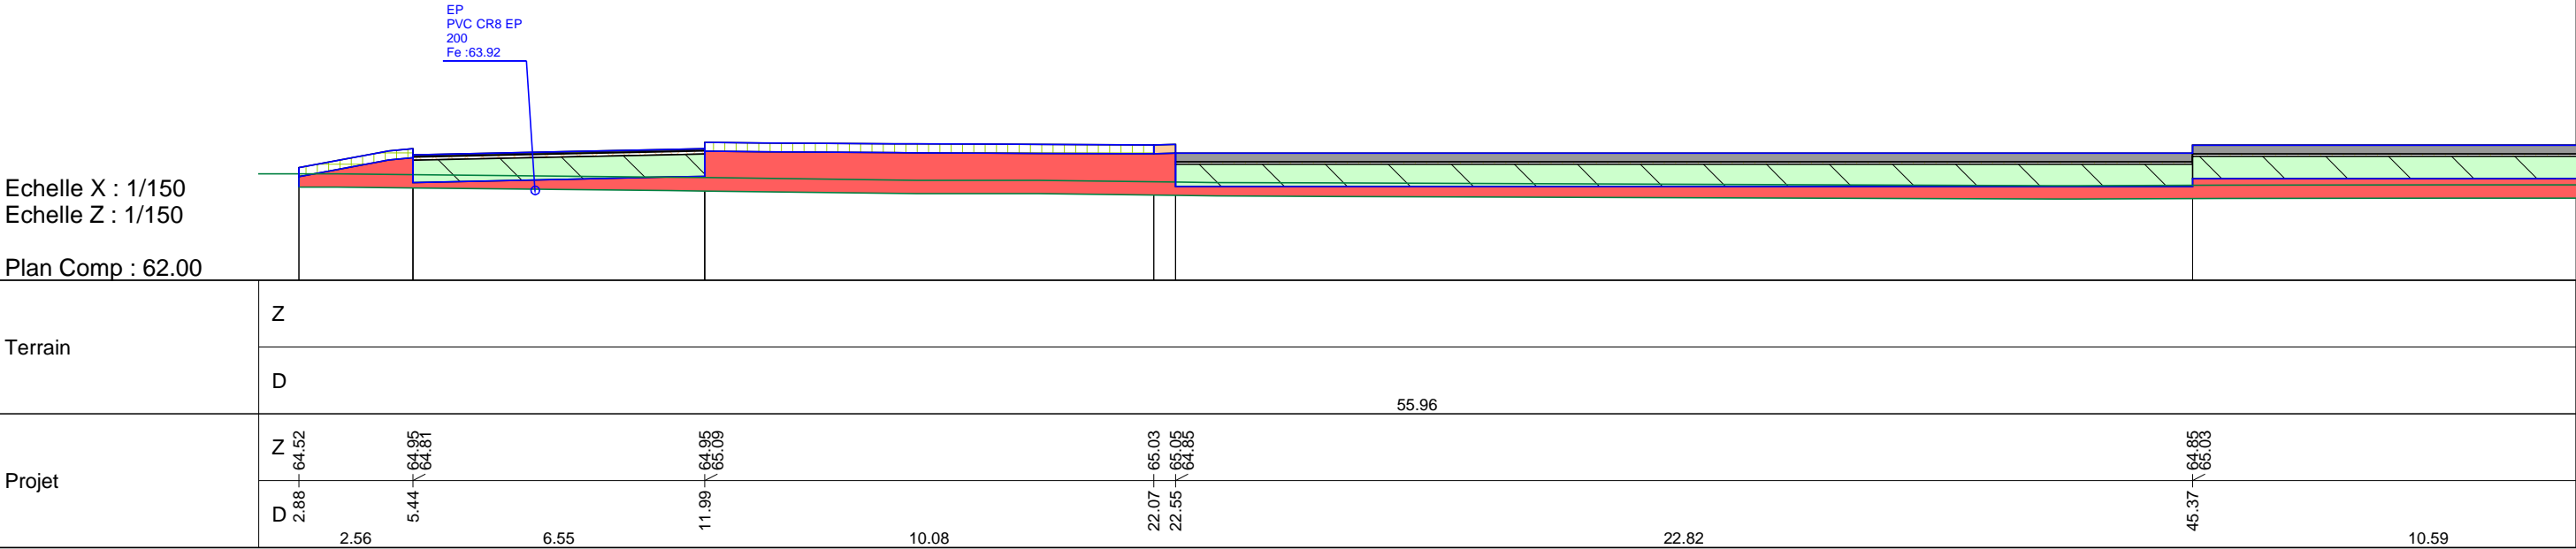 EP
PVC CR8 EP
200
Fe :63.92
Echelle X : 1/150
Echelle Z : 1/150
Plan Comp : 62.00
Terrain
Z
D
55.96
Projet
Z
64.52
64.95
64.81
64.95
65.09
65.03
65.05
64.85
64.85
65.03
D
2.88
5.44
11.99
22.07
22.55
45.37
2.56
6.55
10.08
22.82
10.59